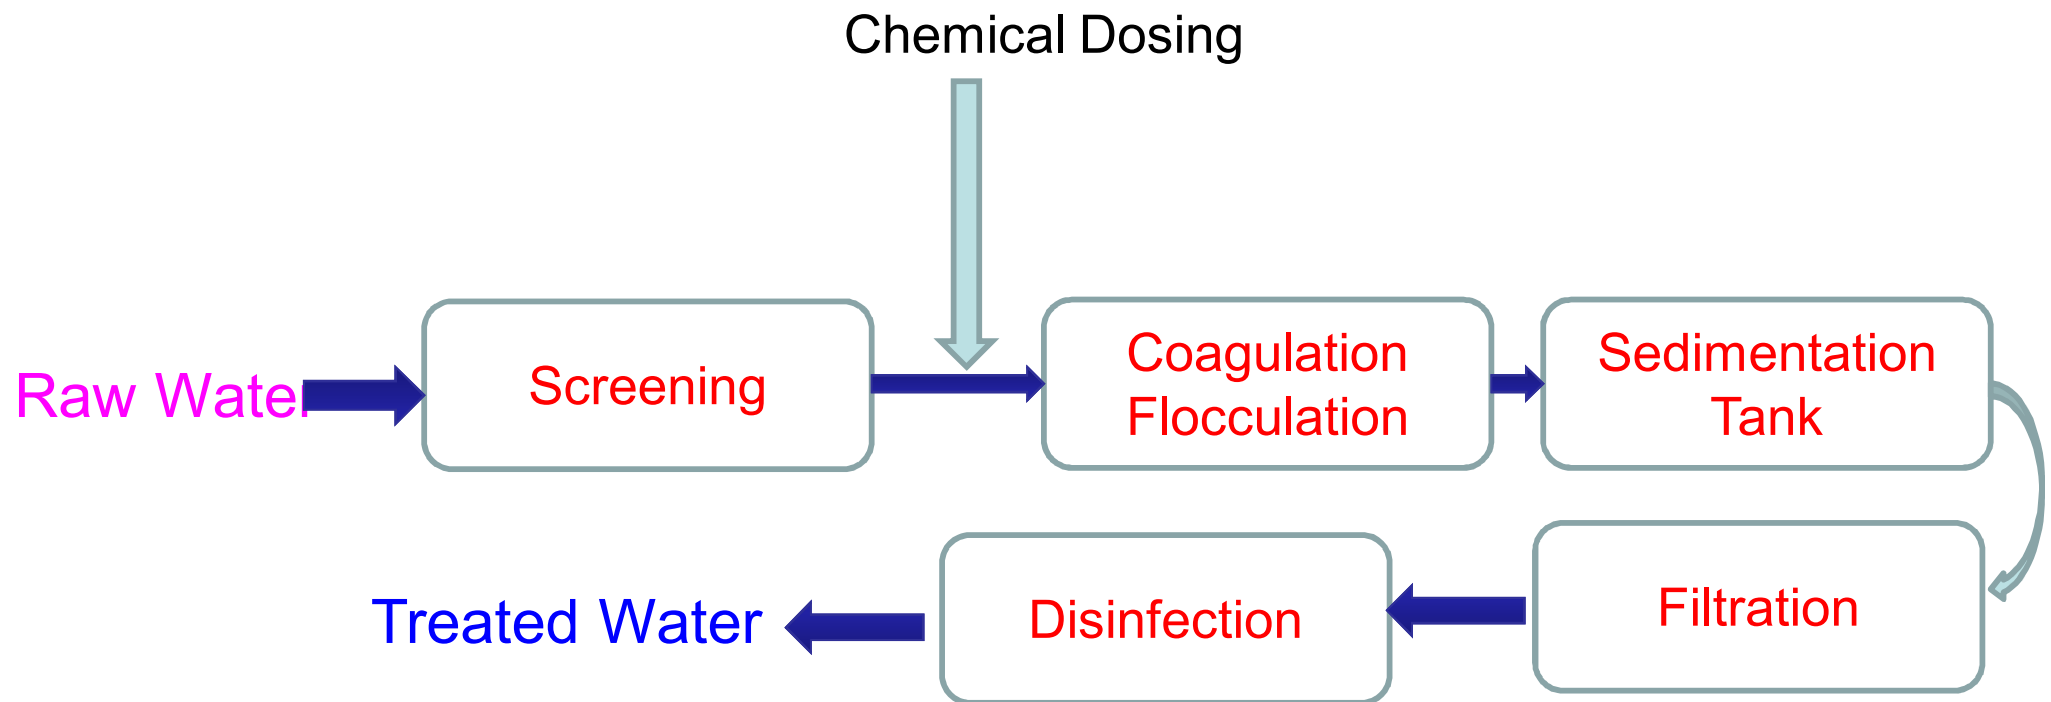 Chemical Dosing
Raw Water
Screening
Coagulation
Flocculation
Sedimentation
Tank
Filtration
Disinfection
Treated Water